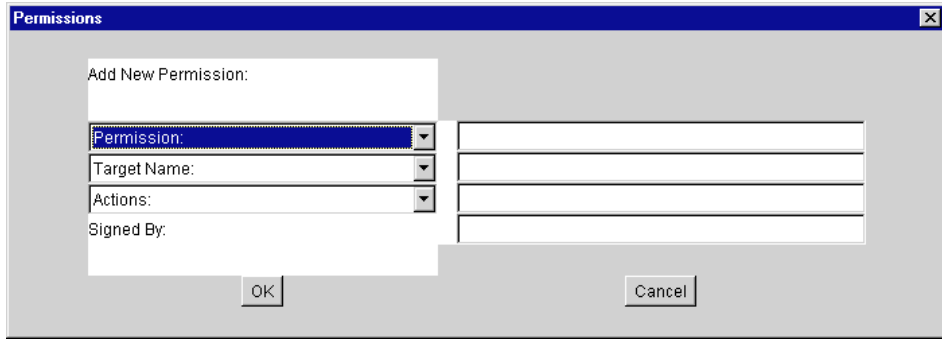 Permissions
Add New Permission:
Permission:
Target Name:
Actions:
Signed By:
OK
Cancel